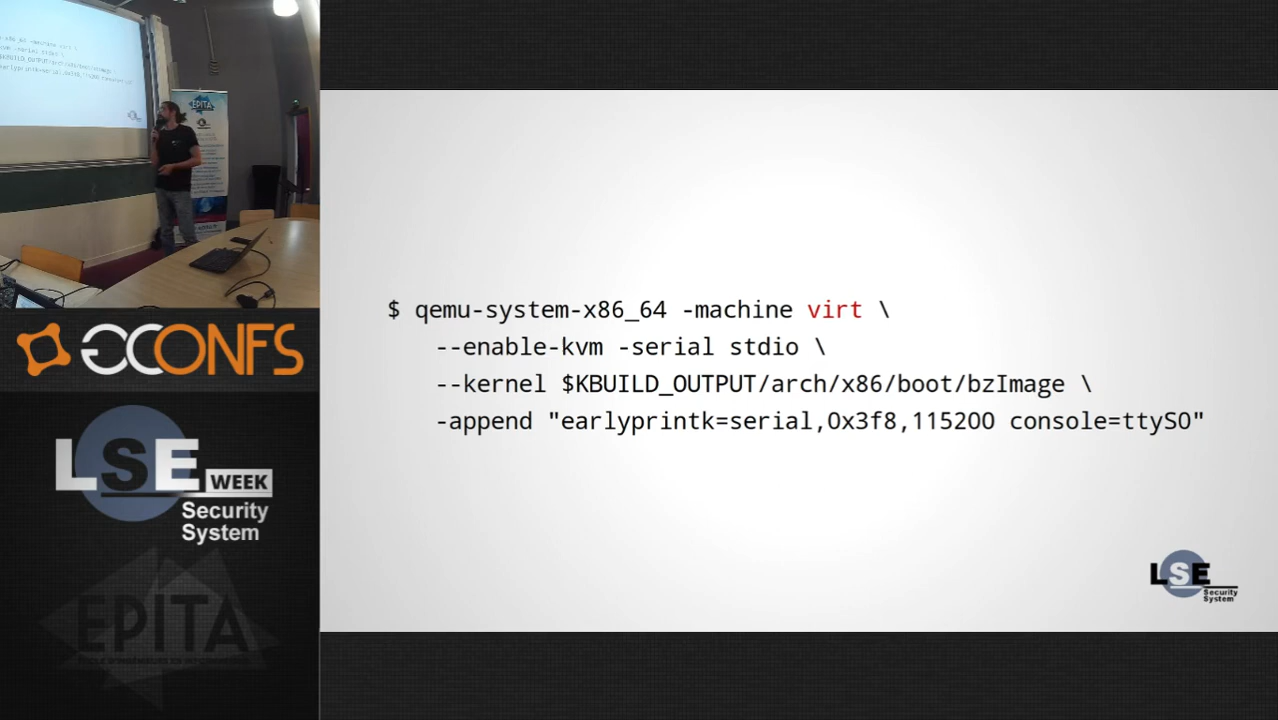 $ qemu-system-x86_64 -machine virt \
--enable-kvm -serial stdio \
--kernel $KBUILD_OUTPUT/arch/x86/boot/bzImage \
-append "earlyprintk=serial,0x3f8,115200 console=ttyS0"
LSE
Security
System
EPITA
GCONFS
LSE WEEK
Security
System
EPITA